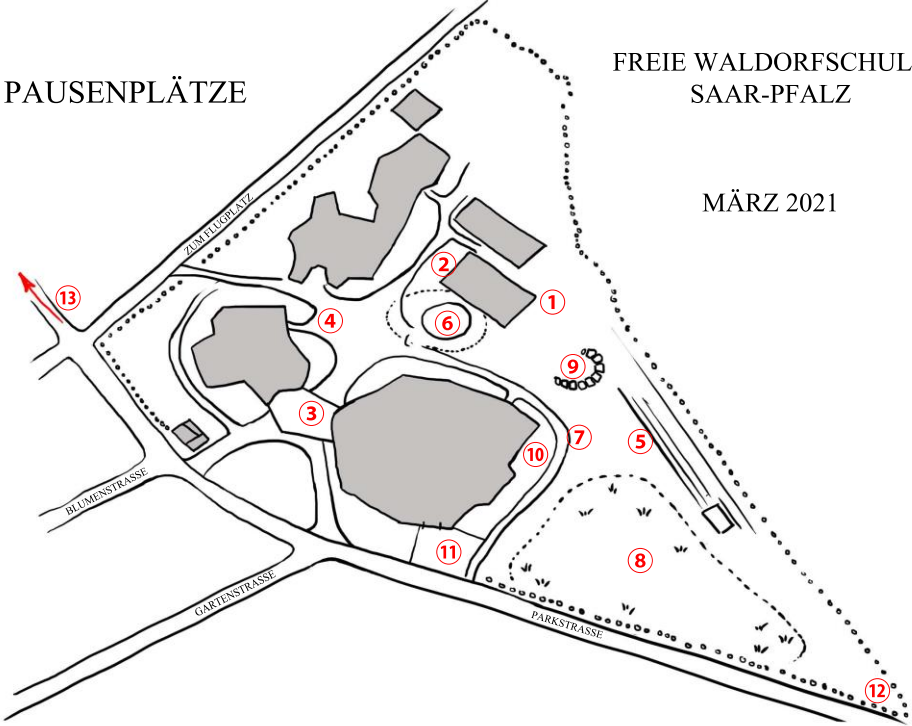 PAUSENPLÄTZE
FREIE WALDORFSCHUL
SAAR-PFALZ
MÄRZ 2021
ZUM FLUGPLATZ
2
13
1
4
6
9
3
7
5
10
BLUMENSTRASSE
11
8
GARTENSTRASSE
PARKSTRASSE
12